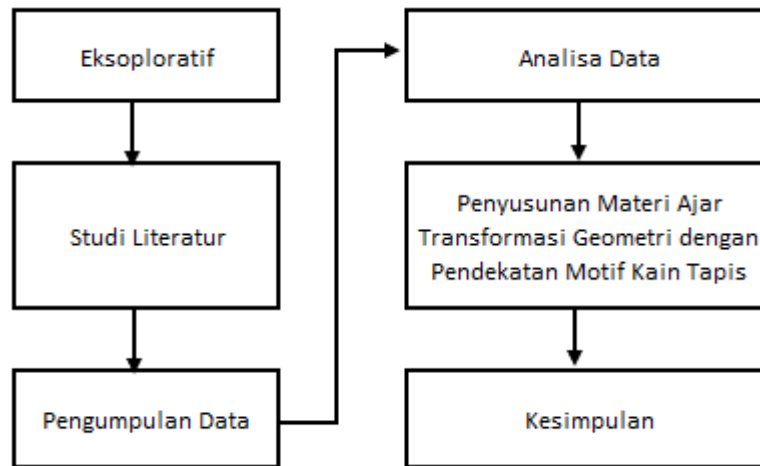 Eksoploratif
Studi Literatur
Pengumpulan Data
Analisa Data
Penyusunan Materi Ajar
Transformasi Geometri dengan
Pendekatan Motif Kain Tapis
Kesimpulan